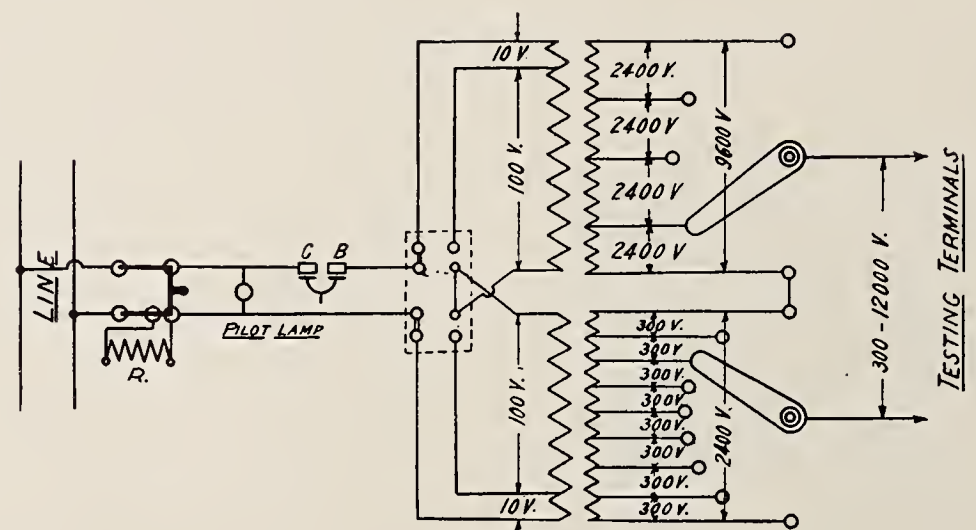 10 V.
100 V.
2400 V.
2400 V
2400 V
2400 V
9600 V
LINE
C B
PILOT LAMP
R.
300-12000 V.
TESTING TERMINALS
100 V.
10 V.
300 V.
300 V
300 V.
300 V
300 V.
300 V
300 V.
300 V.
2400 V.